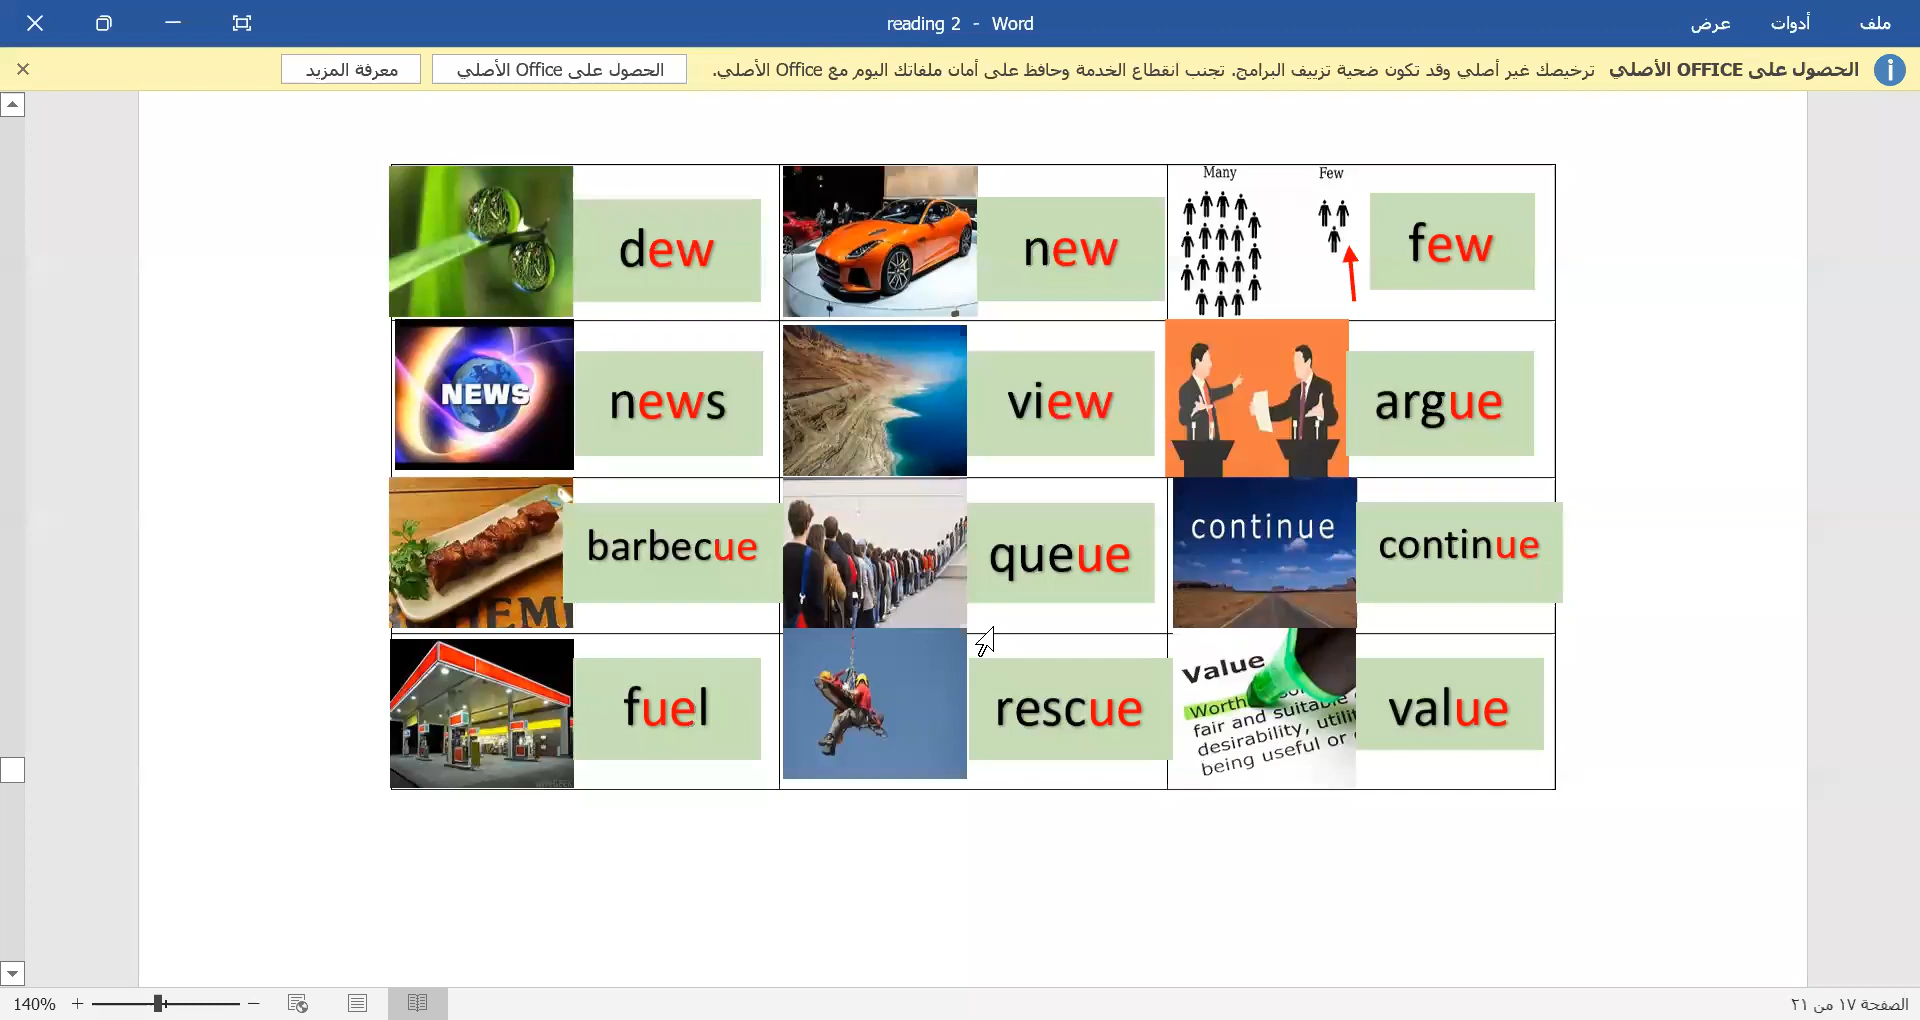 reading 2 - Word
ملف
أدوات
عرض
الحصول على OFFICE الأصلي
ترخيصك غير أصلي وقد تكون ضحية تزييف البرامج. تجنب انقطاع الخدمة وحافظ على أمان ملفاتك اليوم مع Office الأصلي.
الحصول على Office الأصلي
معرفة المزيد
dew
new
Many
Few
few
NEWS
news
view
argue
barbecue
queue
continue
continue
fuel
rescue
Value
Worth
fair and suitable
desirability, utili
being useful or
value
140%
الصفحة ١٧ من ٢١